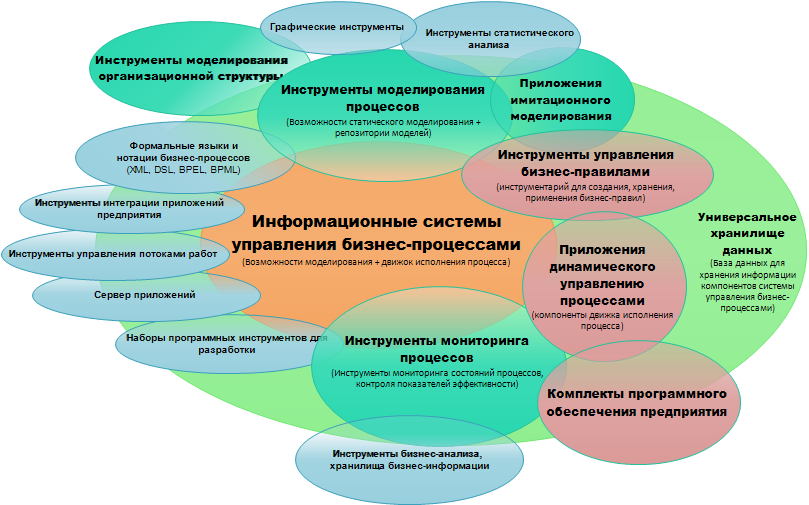 Графические инструменты
Инструменты статистического
анализа
Инструменты моделирования
организационной структуры
Инструменты моделирования
процессов
(Возможности статического моделирования +
репозитории моделей)
Приложения
имитационного
моделирования
Формальные языки и
нотации бизнес-процессов
(XML, DSL, BPEL, BPML)
Инструменты управления
бизнес-правилами
(инструментарий для создания, хранения,
применения бизнес-правил)
Инструменты интеграции приложений
предприятия
Информационные системы
управления бизнес-процессами
(Возможности моделирования + движок исполнения процесса)
Универсальное
хранилище
данных
(База данных для
хранения информации
компонентов системы
управления бизнес-
процессами)
Инструменты управления потоками работ
Приложения
динамического
управлению
процессами
(компоненты движка исполнения
процесса)
Сервер приложений
Наборы программных инструментов для
разработки
Инструменты мониторинга
процессов
(Инструменты мониторинга состояний процессов,
контроля показателей эффективности)
Комплекты программного
обеспечения предприятия
Инструменты бизнес-анализа,
хранилища бизнес-информации